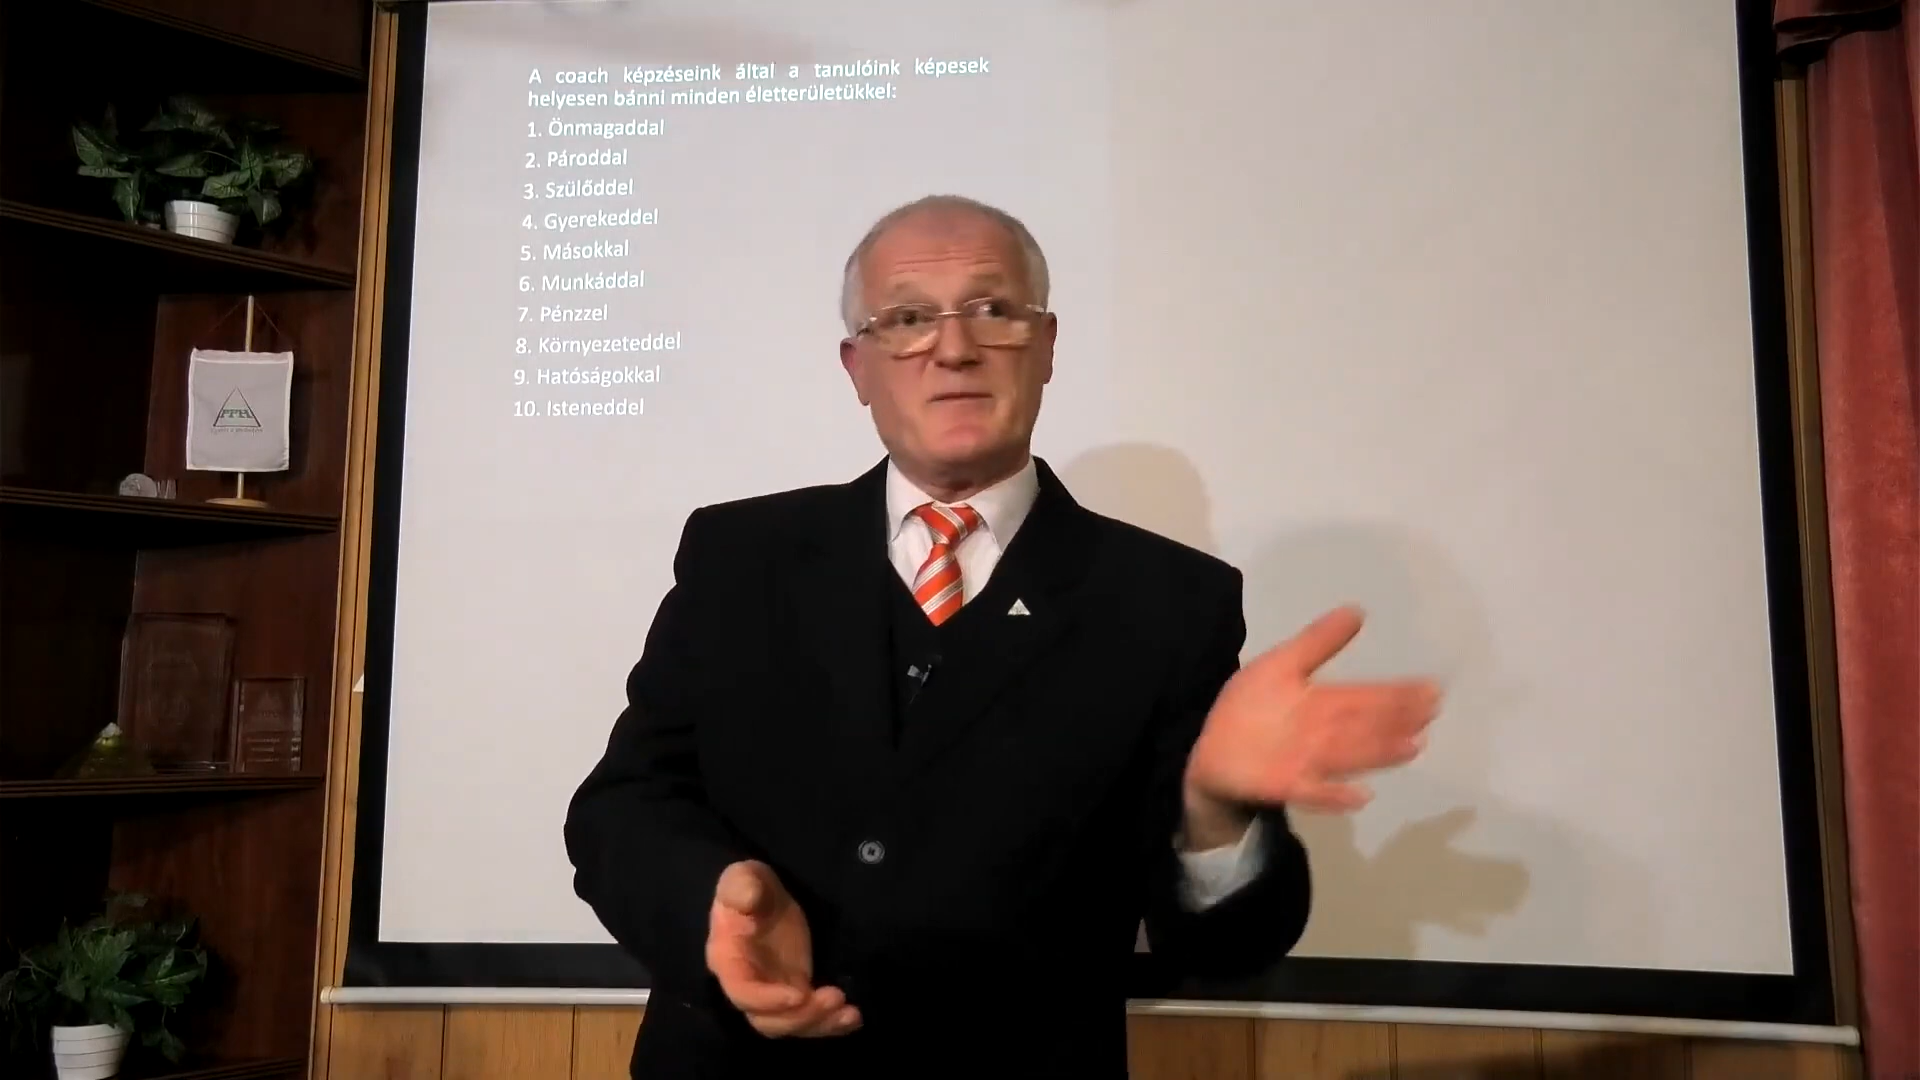 A coach képzéseink által a tanulóink képesek
helyesen bánni minden életterületükkel:
1. Önmagaddal
2. Pároddal
3. Szülőddel
4. Gyerekeddel
5. Másokkal
6. Munkáddal
7. Pénzzel
8. Környezeteddel
9. Hatóságokkal
10. Isteneddel